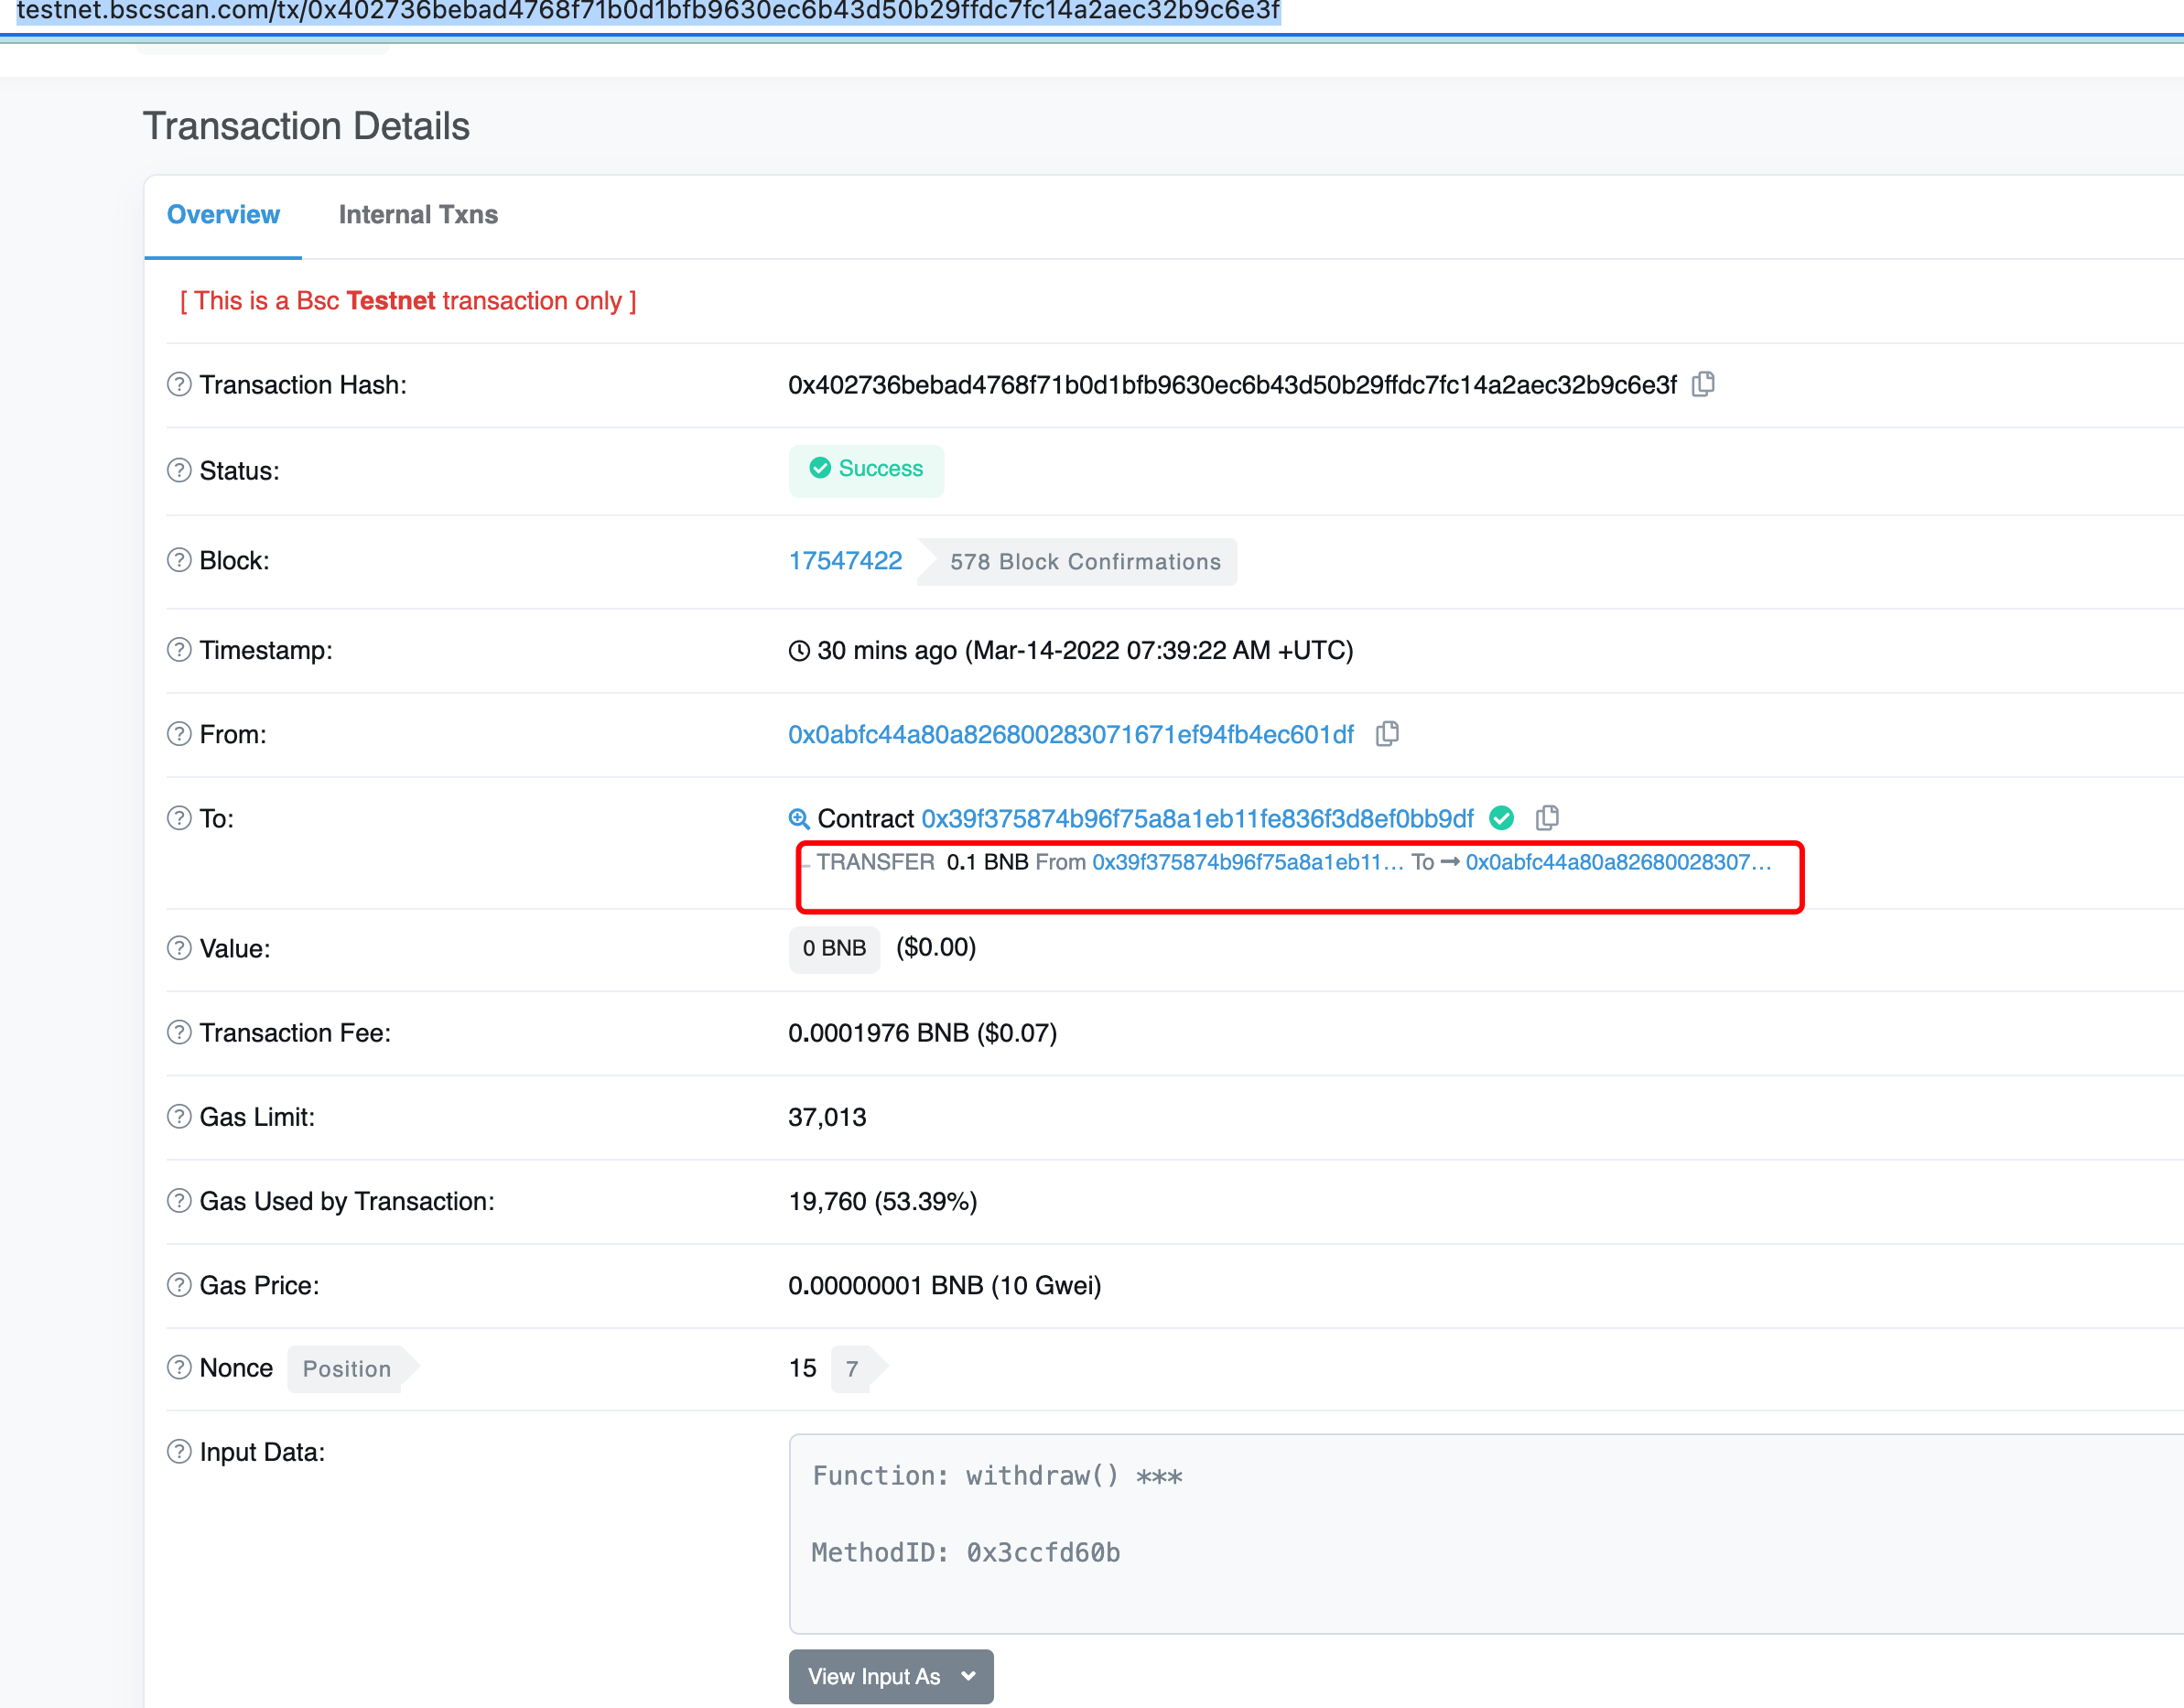 testnet.bscscan.com/tx/0x402736bebad4768f71b0d1bfb9630ec6b43d50b29ffdc7fc14a2aec32b9c6e3f
Transaction Details
Overview Internal Txns
[ This is a Bsc Testnet transaction only ]
Transaction Hash: 0x402736bebad4768f71b0d1bfb9630ec6b43d50b29ffdc7fc14a2aec32b9c6e3f
Status: Success
Block: 17547422 578 Block Confirmations
Timestamp: 30 mins ago (Mar-14-2022 07:39:22 AM +UTC)
From: 0x0abfc44a80a826800283071671ef94fb4ec601df
To: Contract 0x39f375874b96f75a8a1eb11fe836f3d8ef0bb9df
TRANSFER 0.1 BNB From 0x39f375874b96f75a8a1eb11... To → 0x0abfc44a80a82680028307...
Value: 0 BNB ($0.00)
Transaction Fee: 0.0001976 BNB ($0.07)
Gas Limit: 37,013
Gas Used by Transaction: 19,760 (53.39%)
Gas Price: 0.00000001 BNB (10 Gwei)
Nonce Position 15 7
Input Data:
Function: withdraw() ***
MethodID: 0x3ccfd60b
View Input As